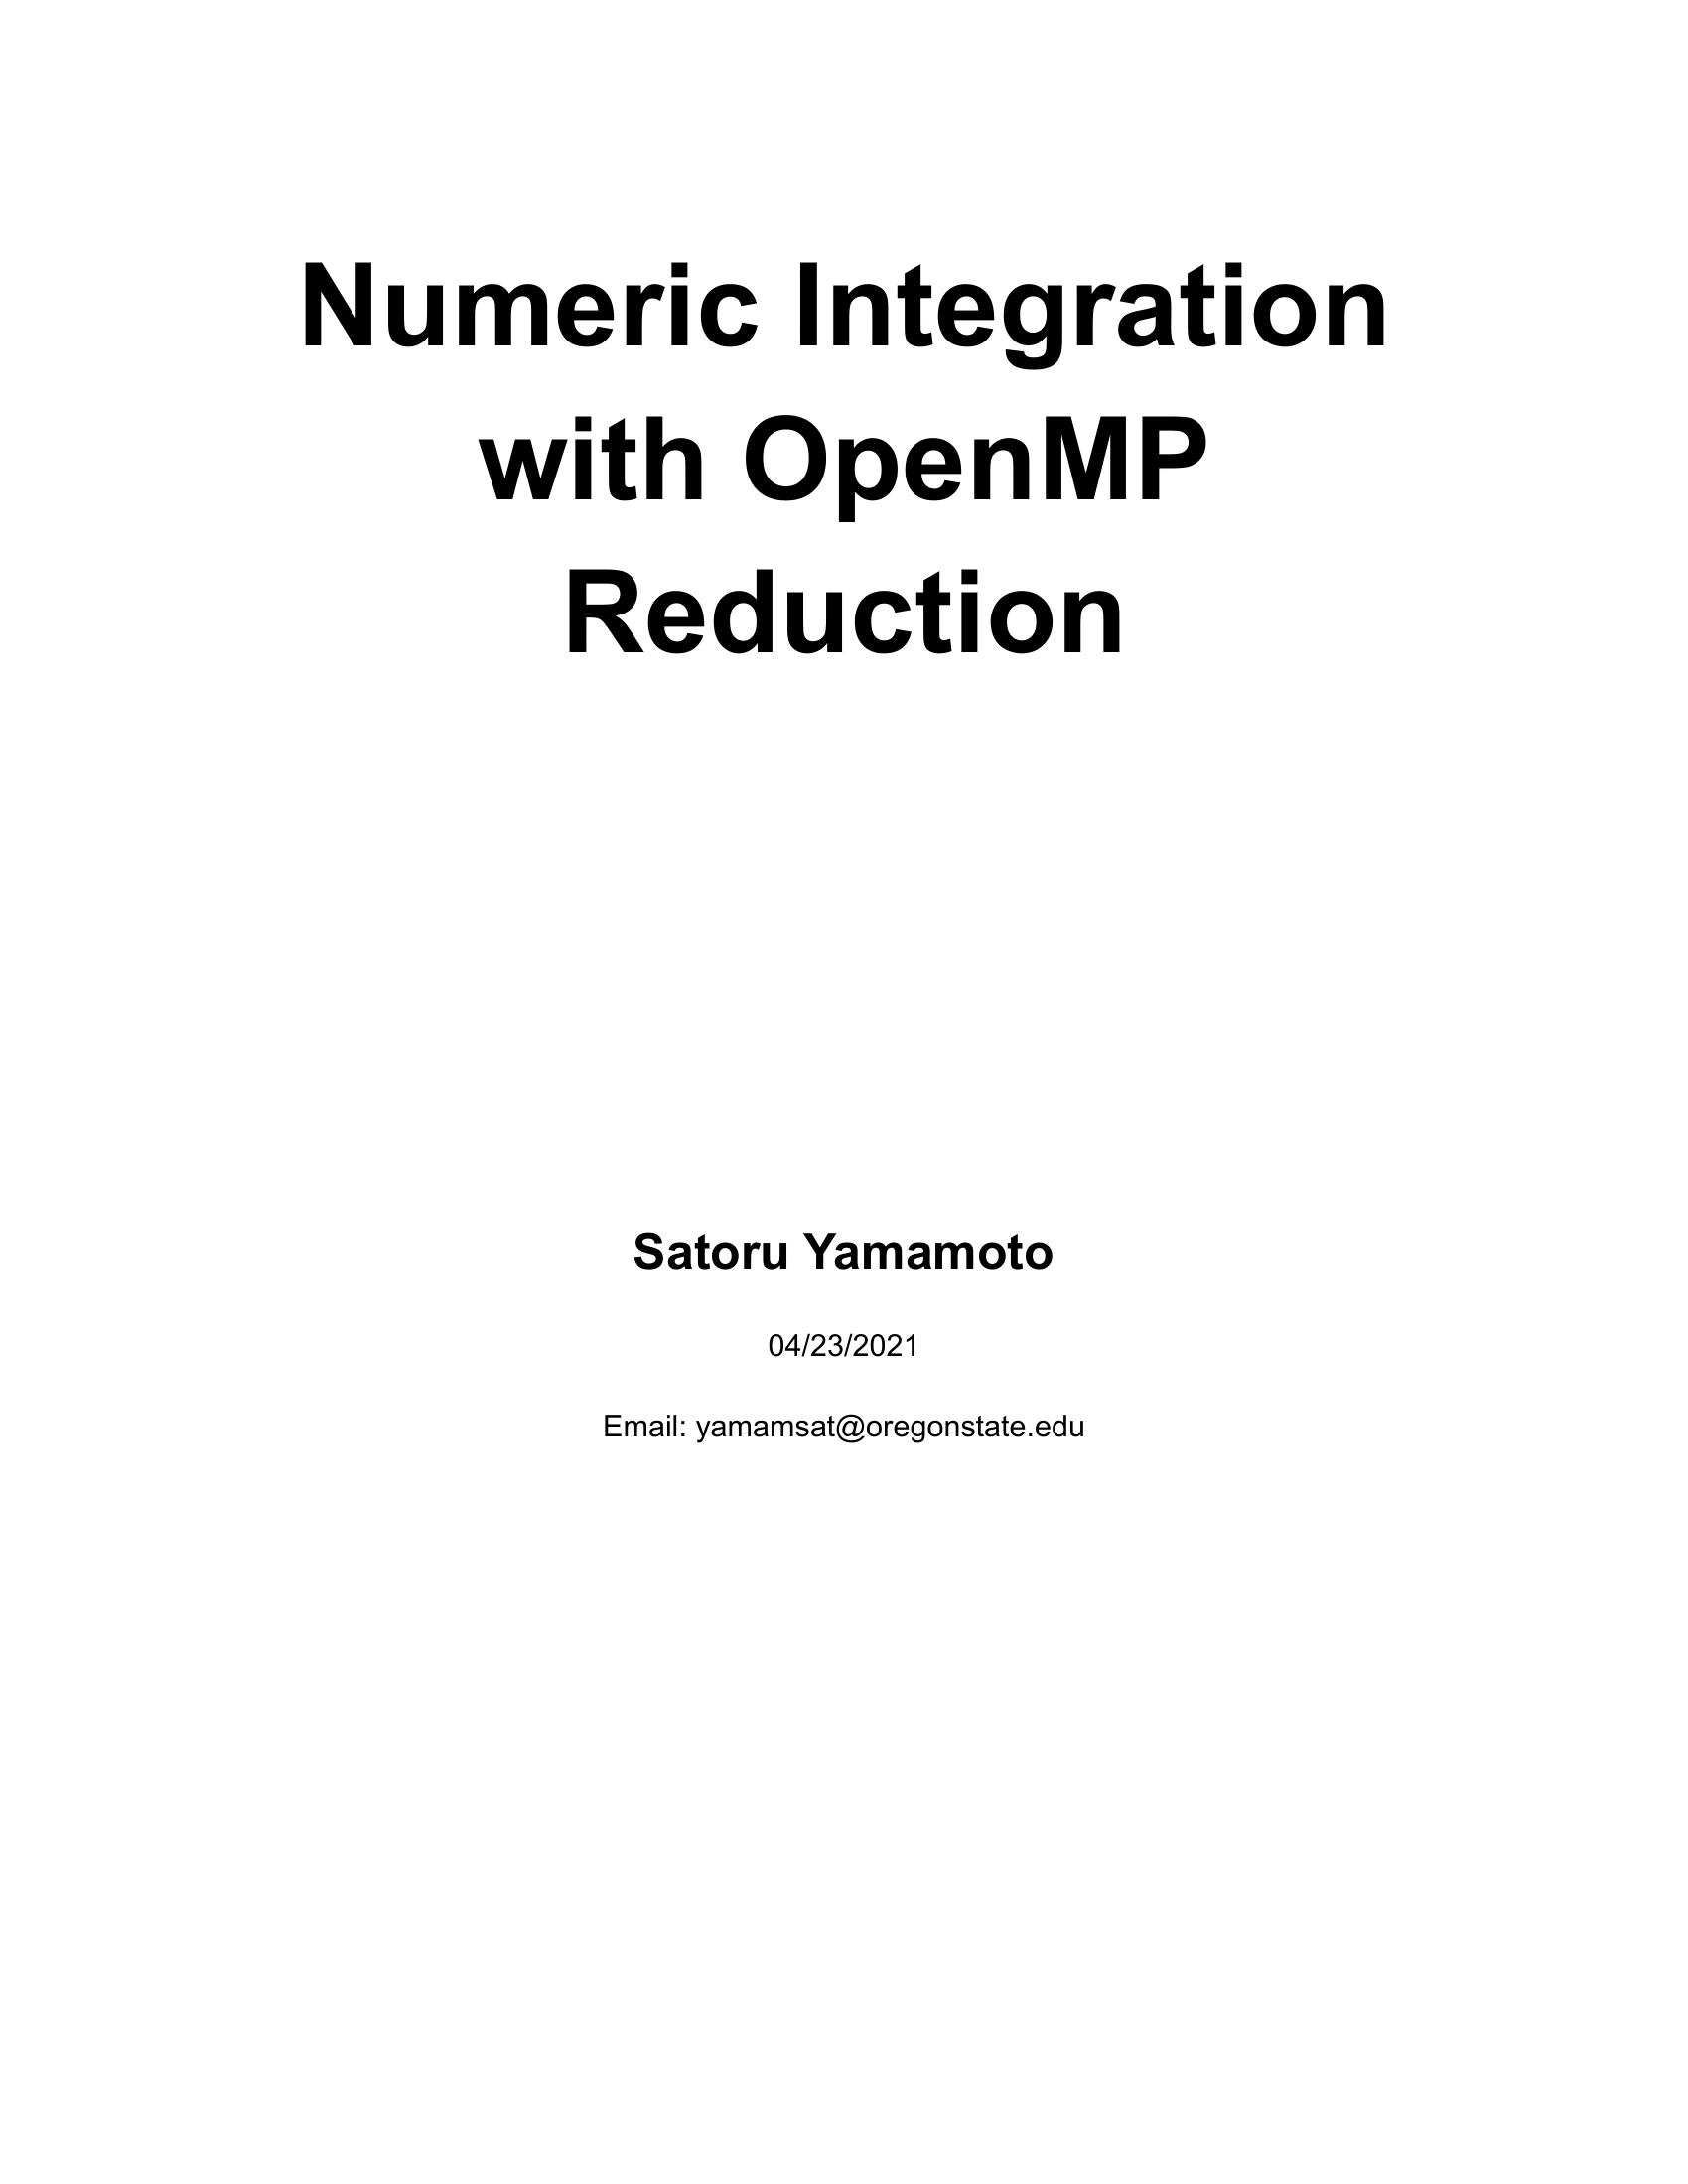 Numeric Integration
with OpenMP
Reduction
Satoru Yamamoto
04/23/2021
Email: yamamsat@oregonstate.edu